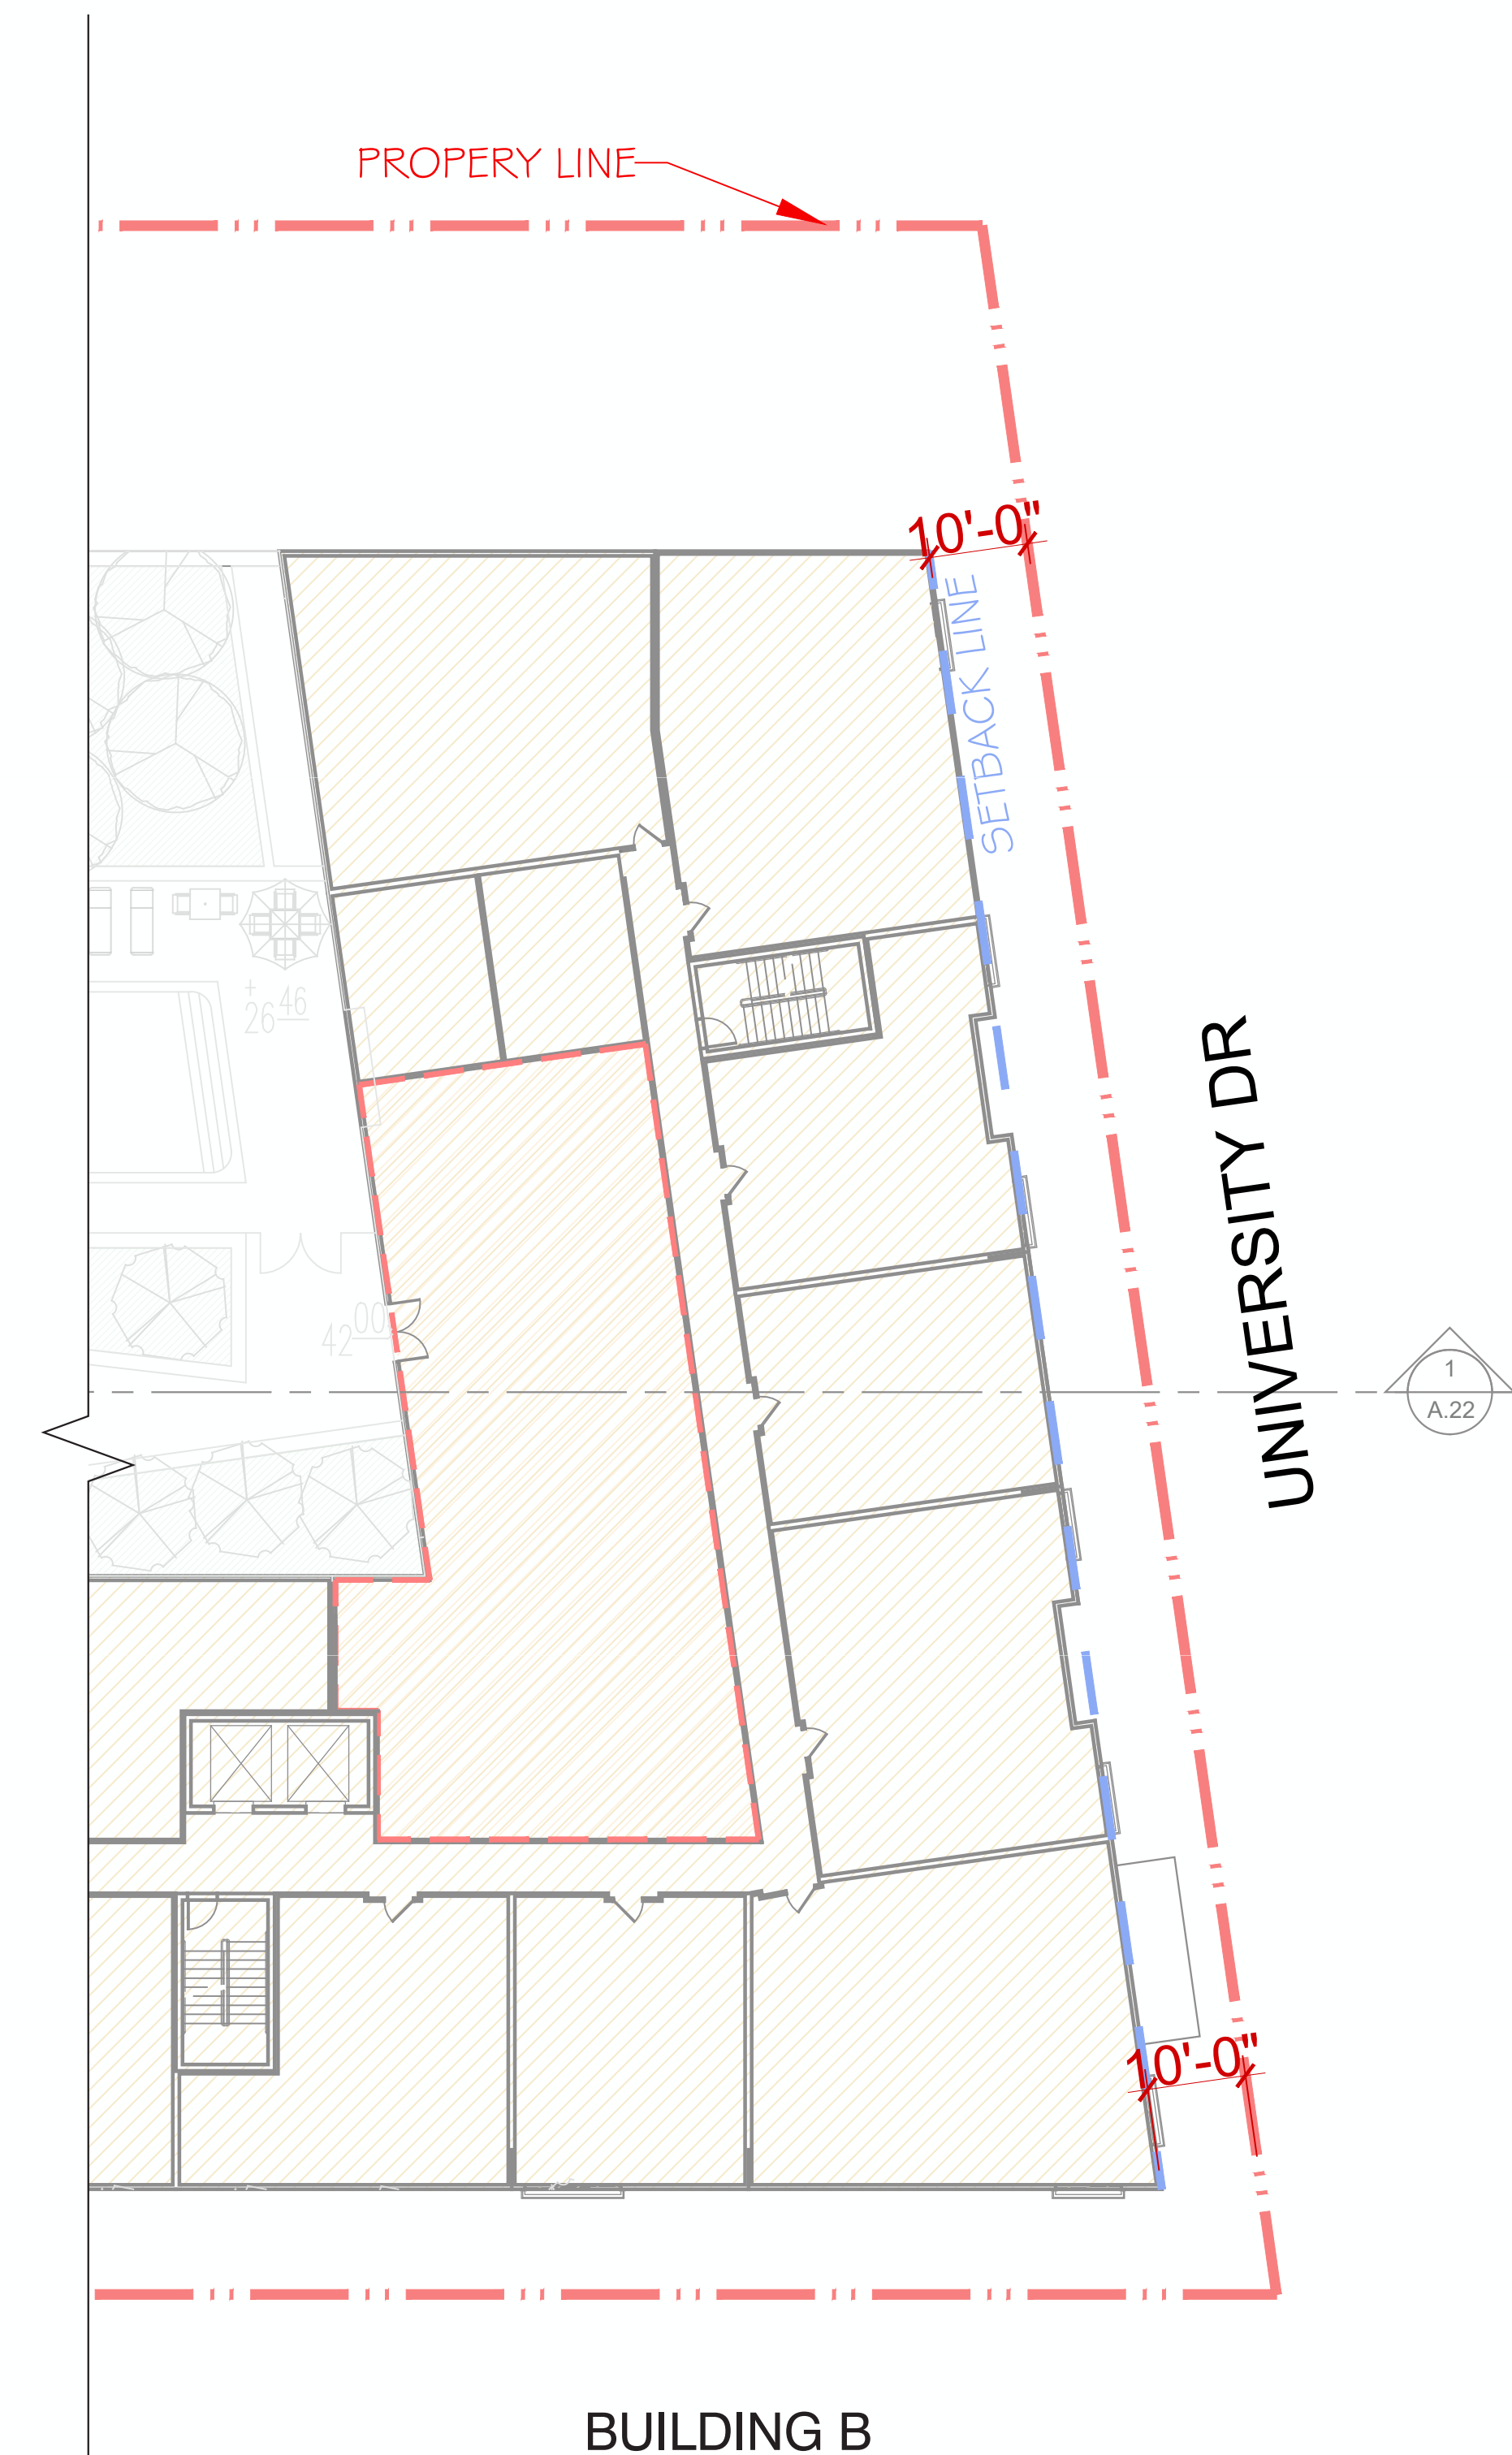 PROPERY LINE
10'-0"
SETBACK LINE
+
26 46
UNIVERSITY DR
42 00
1
A.22
10'-0"
BUILDING B